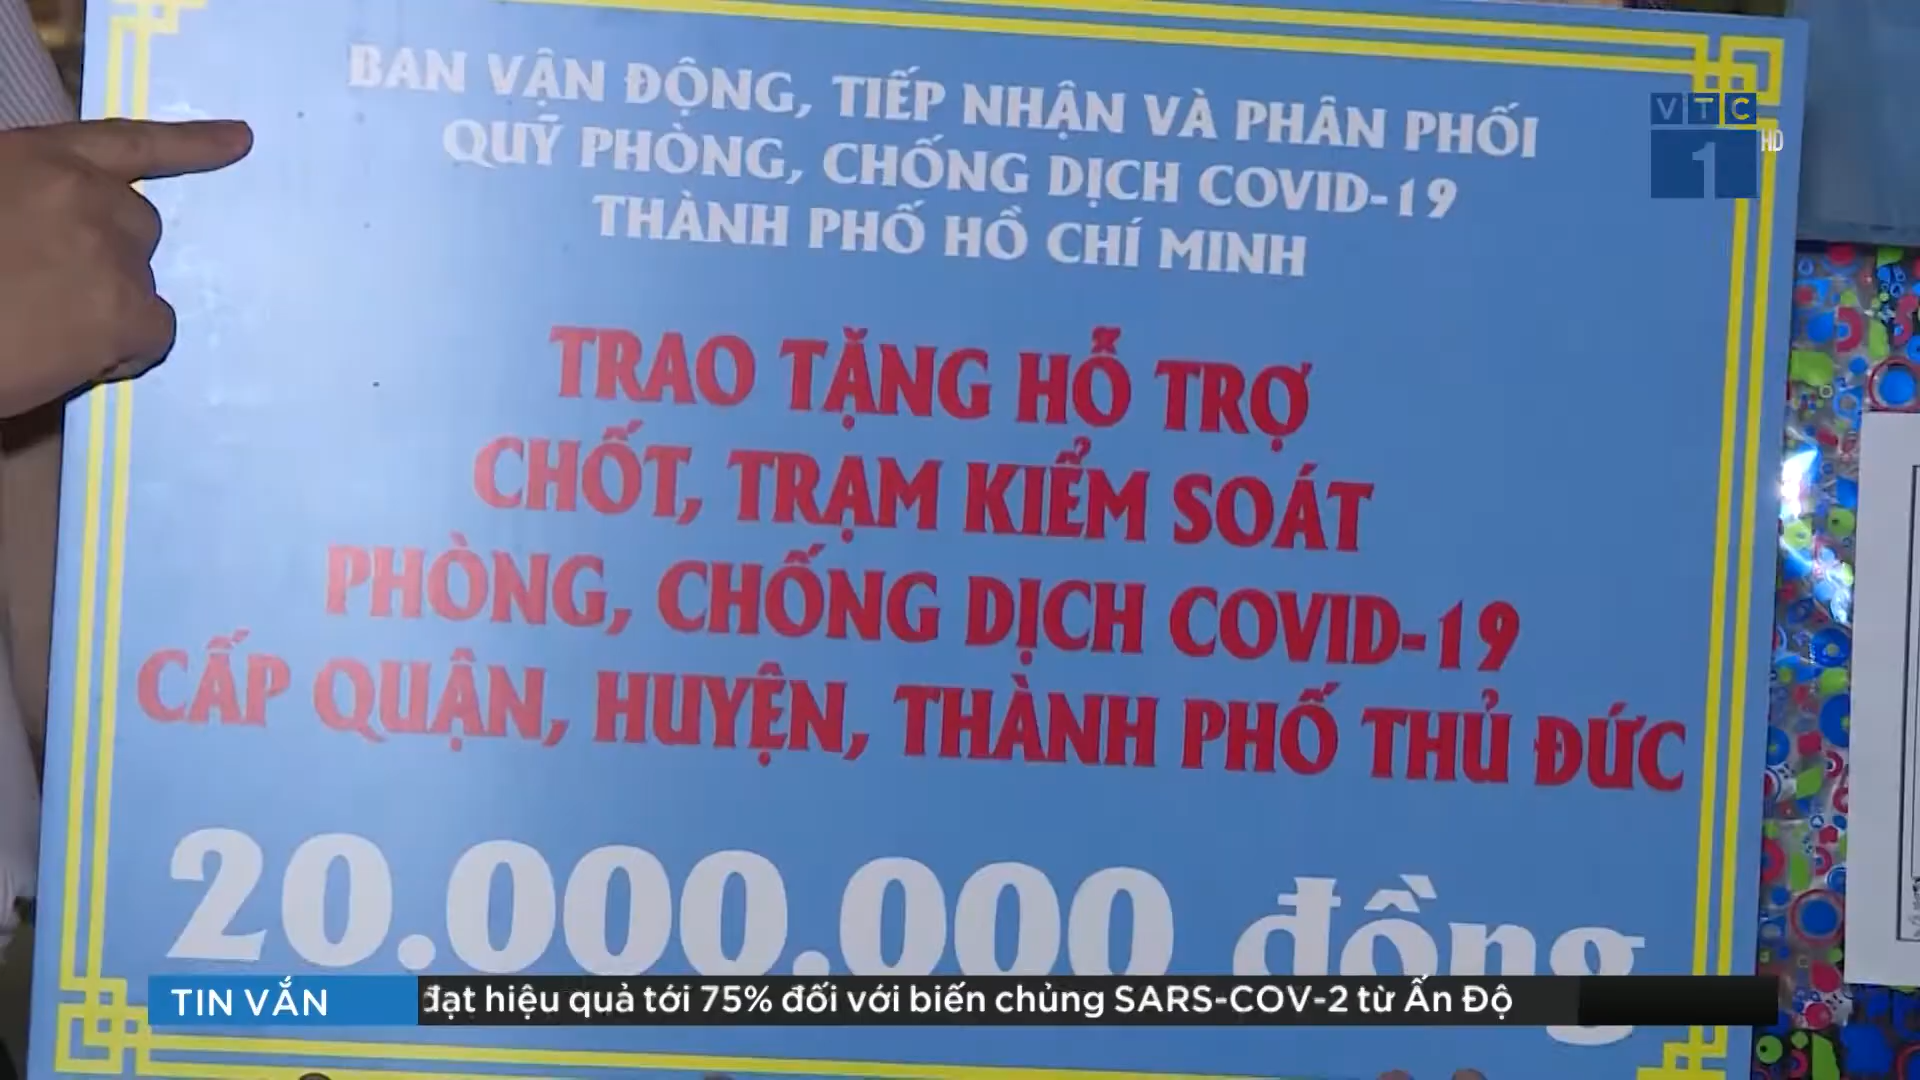 BAN VẬN ĐỘNG, TIẾP NHẬN VÀ PHÂN PHỐI
QUỸ PHÒNG, CHỐNG DỊCH COVID-19
THÀNH PHỐ HỒ CHÍ MINH
VTC
1 HD
TRAO TẶNG HỖ TRỢ
CHỐT, TRẠM KIỂM SOÁT
PHÒNG, CHỐNG DỊCH COVID-19
CẤP QUẬN, HUYỆN, THÀNH PHỐ THỦ ĐỨC
20.000.000 đồng
TIN VẮN đạt hiệu quả tới 75% đối với biến chủng SARS-COV-2 từ Ấn Độ